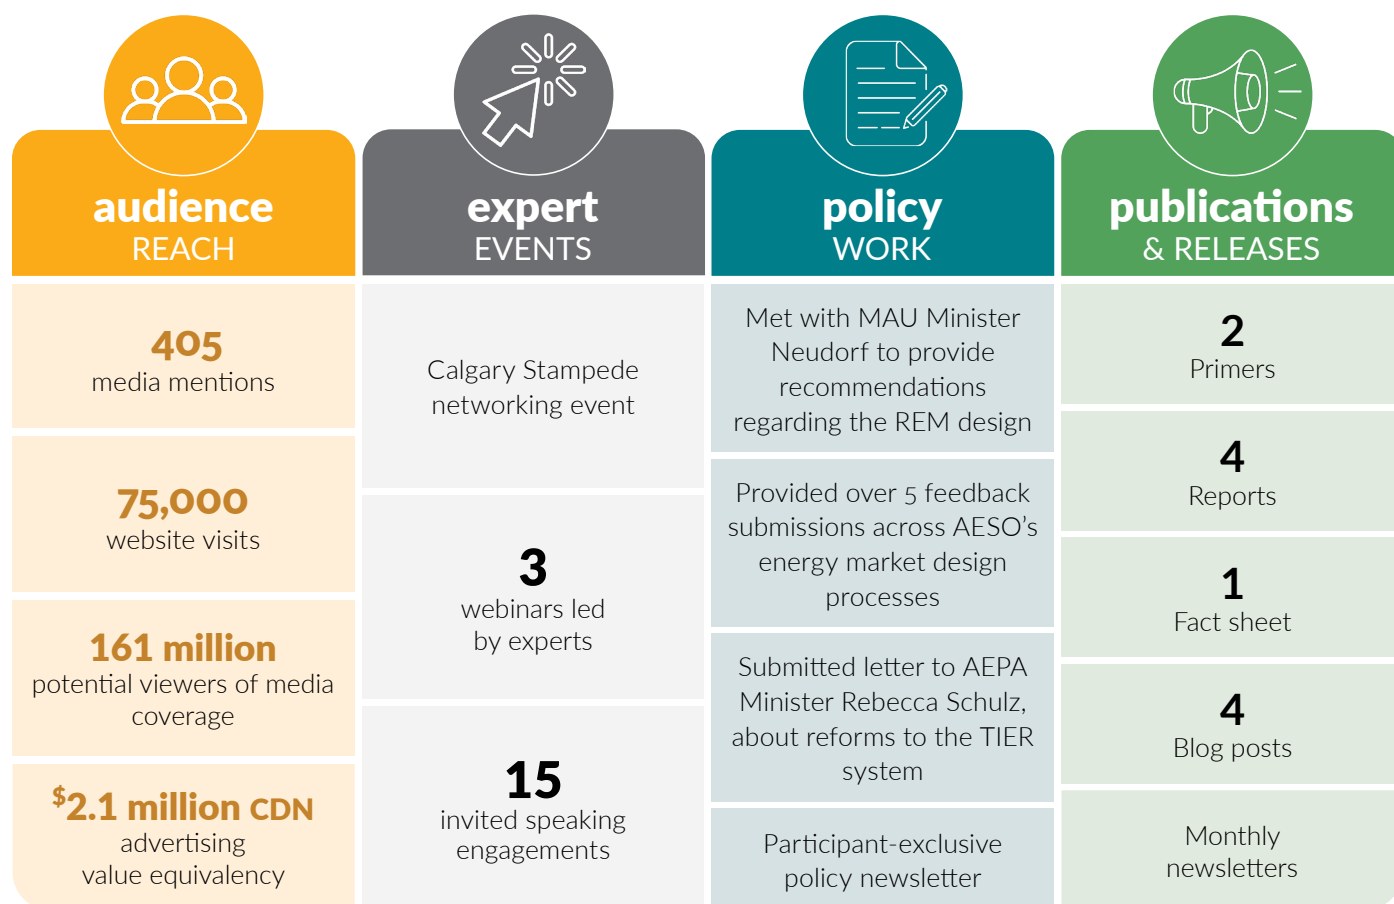 audience
REACH
405
media mentions
75,000
website visits
161 million
potential viewers of media
coverage
$2.1 million CDN
advertising
value equivalency
expert
EVENTS
Calgary Stampede
networking event
3
webinars led
by experts
15
invited speaking
engagements
policy
WORK
Met with MAU Minister
Neudorf to provide
recommendations
regarding the REM design
Provided over 5 feedback
submissions across AESO’s
energy market design
processes
Submitted letter to AEPA
Minister Rebecca Schulz,
about reforms to the TIER
system
Participant-exclusive
policy newsletter
publications
& RELEASES
2
Primers
4
Reports
1
Fact sheet
4
Blog posts
Monthly
newsletters